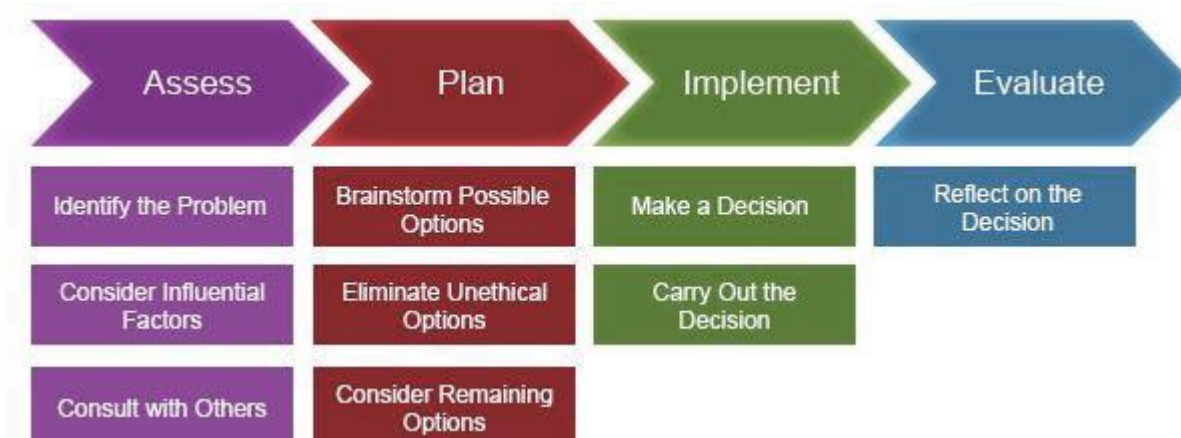 Assess
Plan
Implement
Evaluate
Identify the Problem
Brainstorm Possible
Options
Make a Decision
Reflect on the
Decision
Consider Influential
Factors
Eliminate Unethical
Options
Carry Out the
Decision
Consult with Others
Consider Remaining
Options